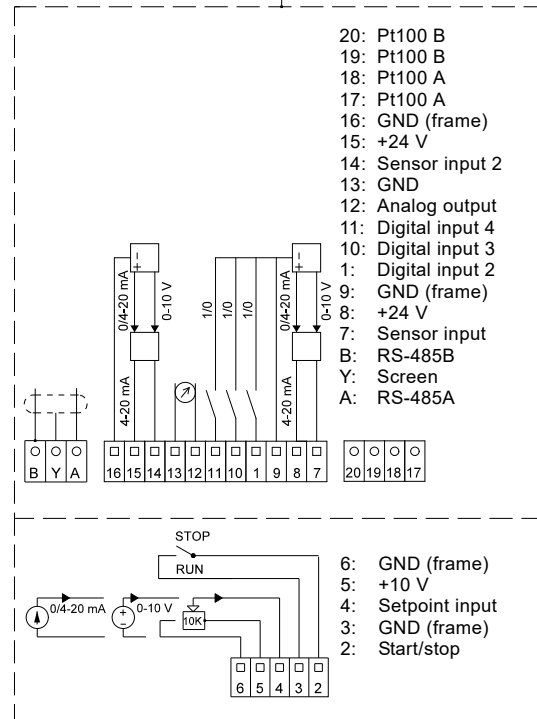 20: Pt100 B
19: Pt100 B
18: Pt100 A
17: Pt100 A
16: GND (frame)
15: +24 V
14: Sensor input 2
13: GND
12: Analog output
11: Digital input 4
10: Digital input 3
1: Digital input 2
9: GND (frame)
8: +24 V
7: Sensor input
B: RS-485B
Y: Screen
A: RS-485A
- +
0/4-20 mA
0-10 V
4-20 mA
1/0
1/0
1/0
- +
0/4-20 mA
0-10 V
4-20 mA
B Y A
16 15 14 13 12 11 10 1 9 8 7
20 19 18 17
STOP
RUN
0/4-20 mA
+ -
0-10 V
10K
6 5 4 3 2
6: GND (frame)
5: +10 V
4: Setpoint input
3: GND (frame)
2: Start/stop